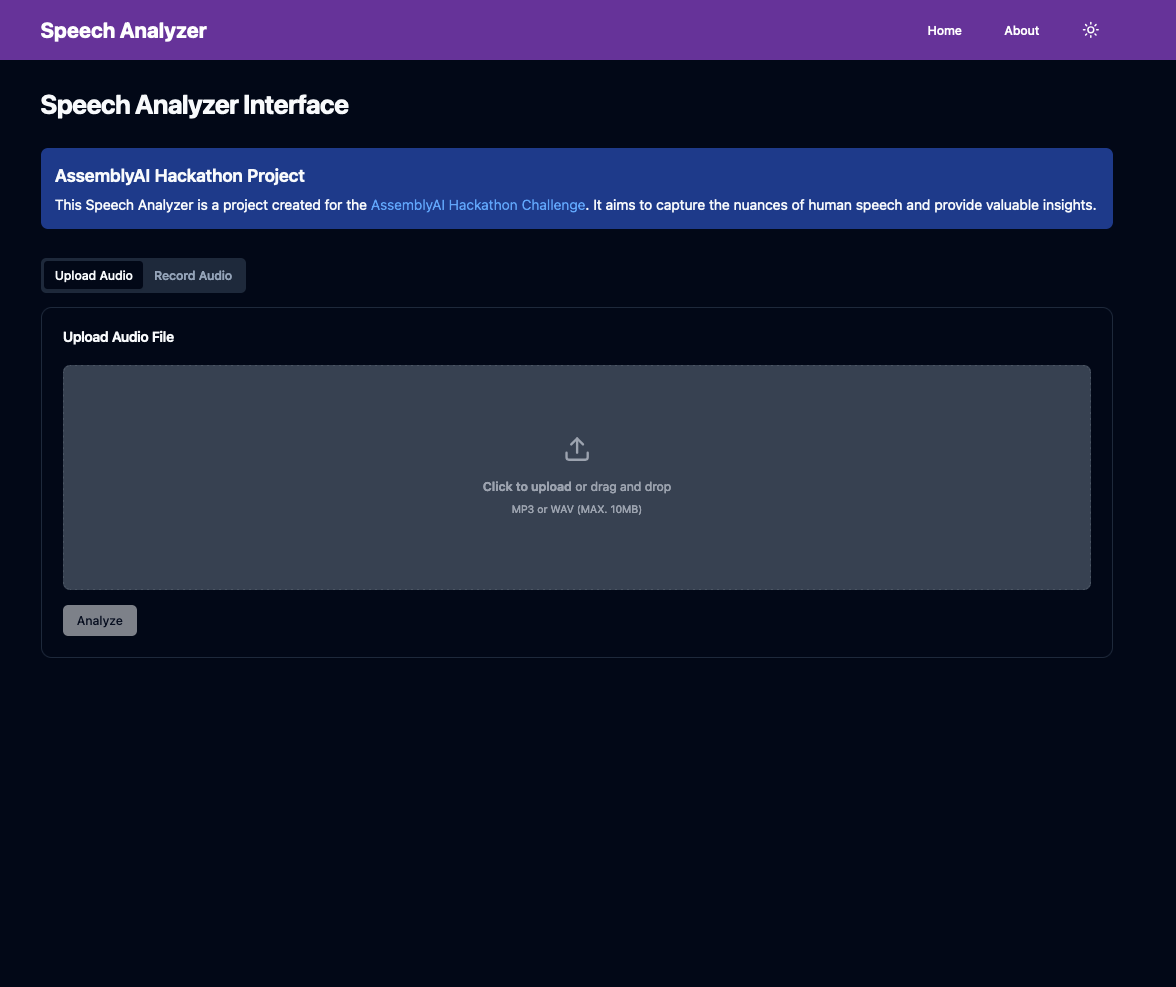 Speech Analyzer
Home
About
Speech Analyzer Interface
AssemblyAI Hackathon Project
This Speech Analyzer is a project created for the AssemblyAI Hackathon Challenge. It aims to capture the nuances of human speech and provide valuable insights.
Upload Audio
Record Audio
Upload Audio File
Click to upload or drag and drop
MP3 or WAV (MAX. 10MB)
Analyze